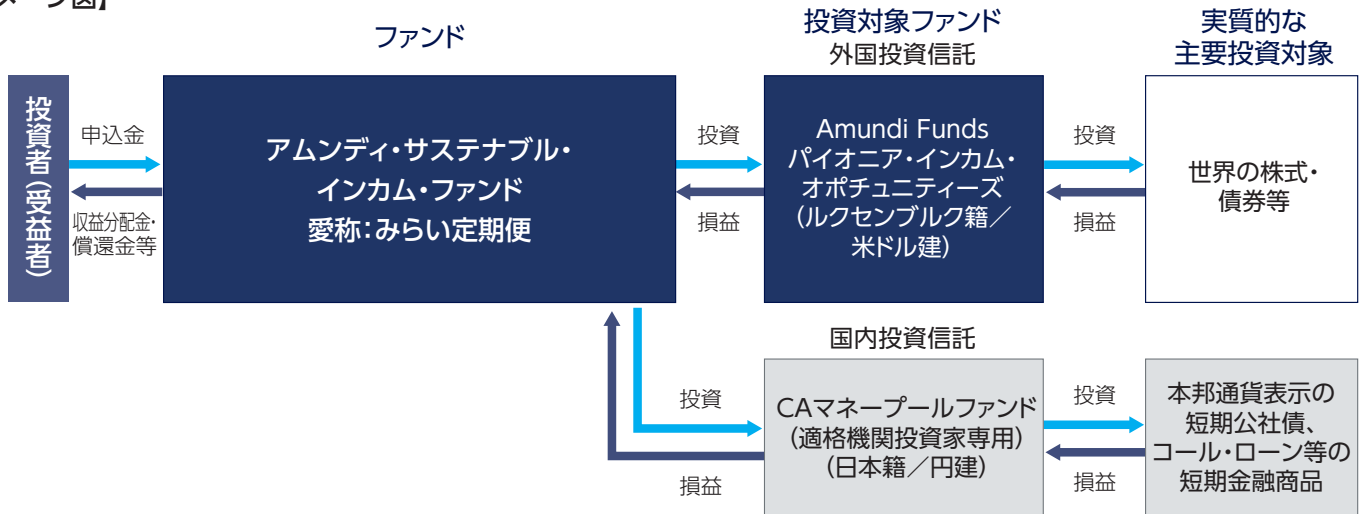 ファンド
投資対象ファンド
外国投資信託
実質的な
主要投資対象
投資者(受益者)
申込金
収益分配金・
償還金等
アムンディ・サステナブル・
インカム・ファンド
愛称:みらい定期便
投資
損益
Amundi Funds
パイオニア・インカム・
オポチュニティーズ
(ルクセンブルク籍/
米ドル建)
投資
損益
世界の株式・
債券等
国内投資信託
投資
損益
CAマネープールファンド
(適格機関投資家専用)
(日本籍/円建)
投資
損益
本邦通貨表示の
短期公社債、
コール・ローン等の
短期金融商品